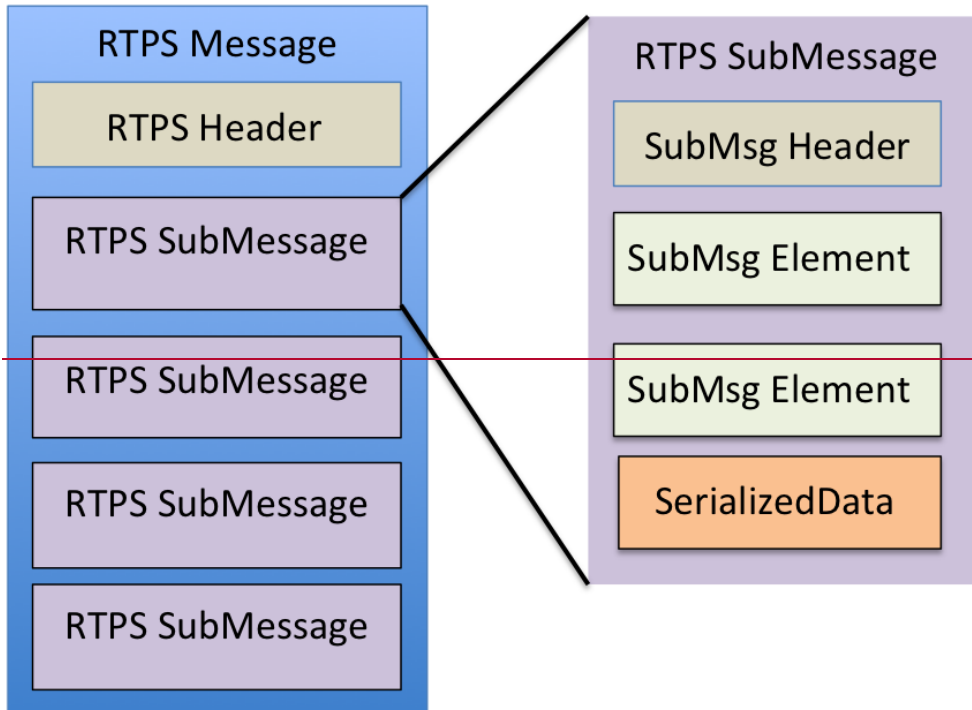 RTPS Message
RTPS Header
RTPS SubMessage
RTPS SubMessage
RTPS SubMessage
RTPS SubMessage
RTPS SubMessage
SubMsg Header
SubMsg Element
SubMsg Element
SerializedData